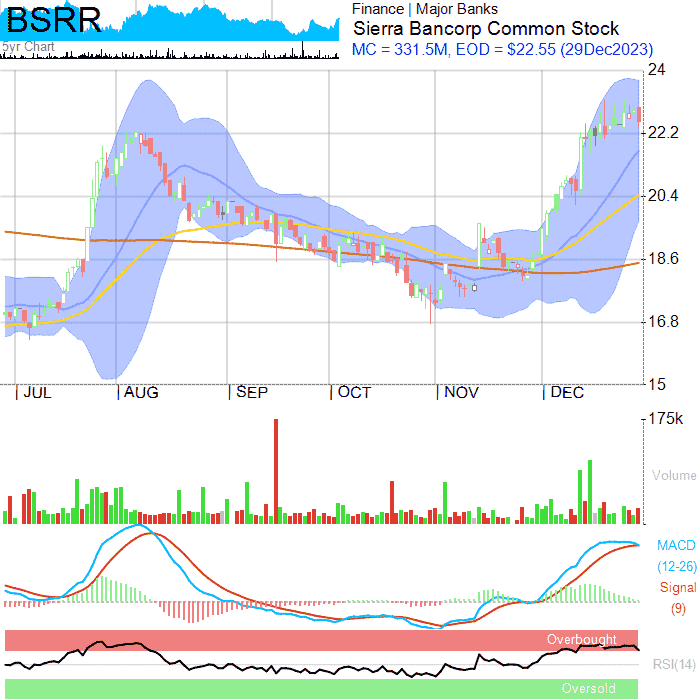 BSRR
5yr Chart
Finance | Major Banks
Sierra Bancorp Common Stock
MC = 331.5M, EOD = $22.55 (29Dec2023)
24
22.2
20.4
18.6
16.8
15
JUL
AUG
SEP
OCT
NOV
DEC
175k
Volume
MACD
(12-26)
Signal
(9)
Overbought
RSI(14)
Oversold